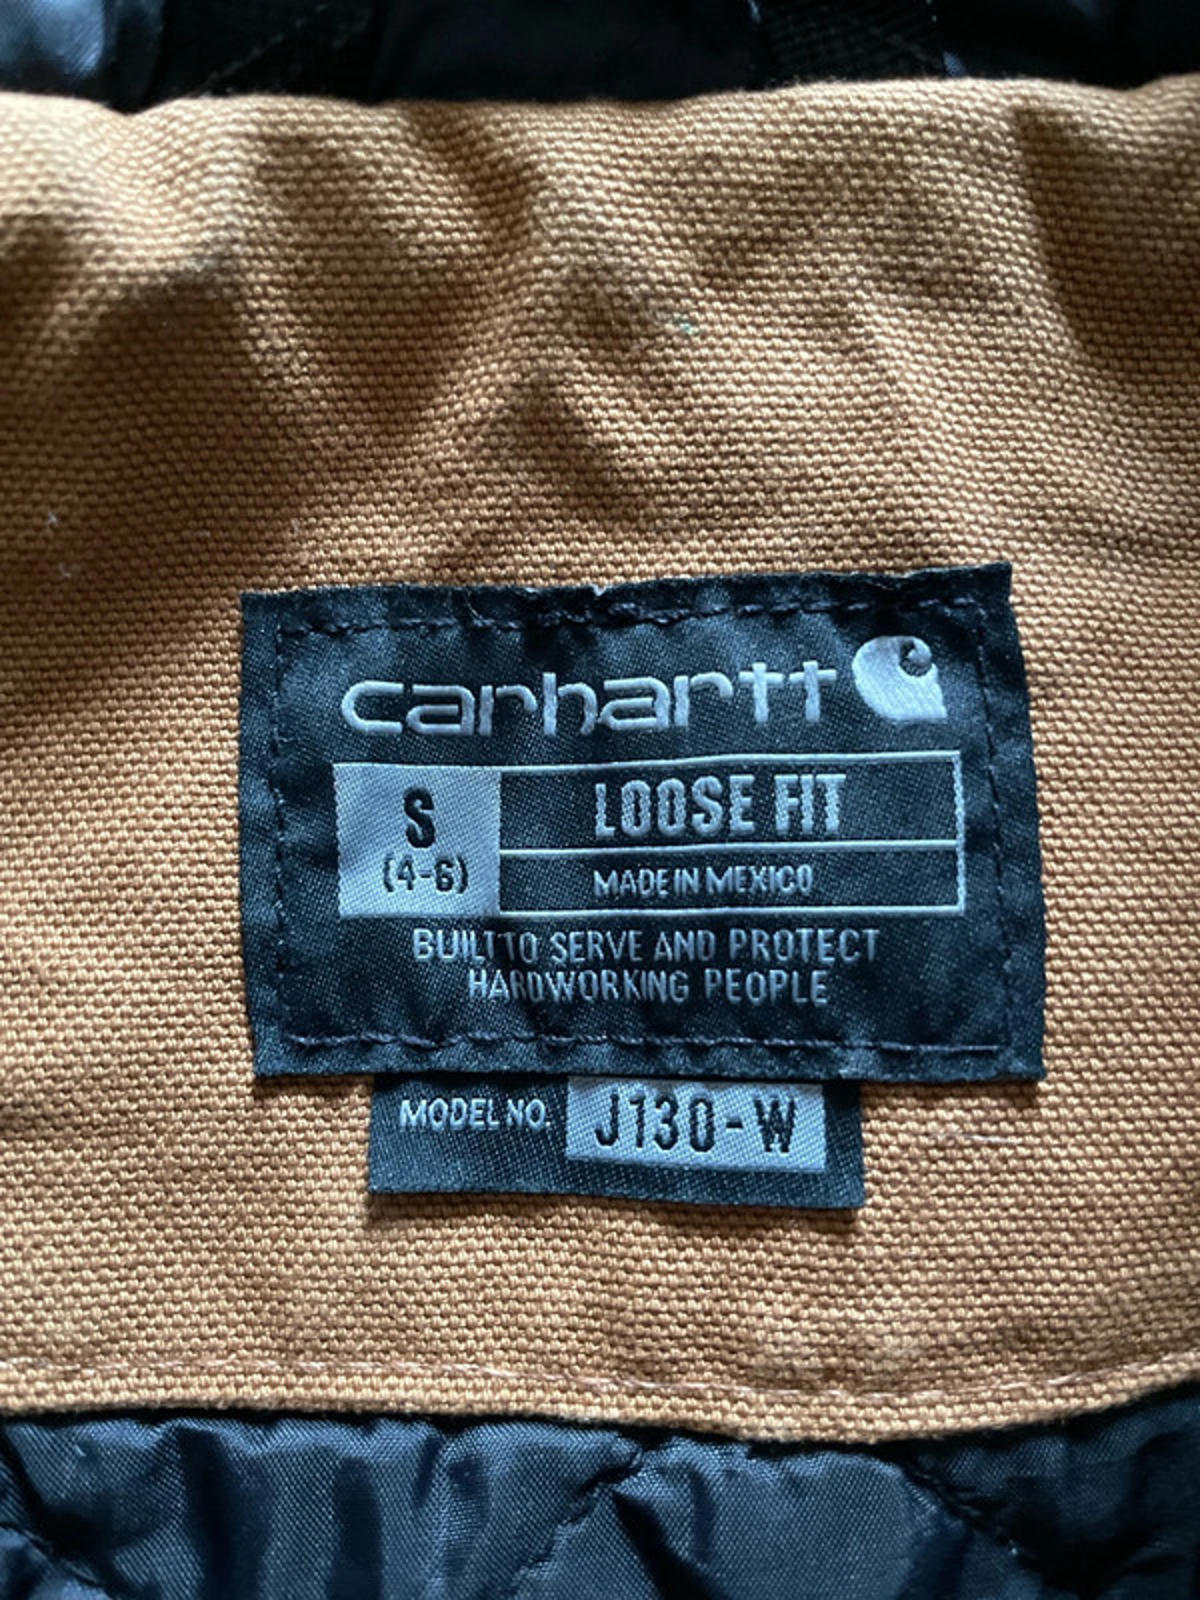 carhartt
S
(4-6)
LOOSE FIT
MADE IN MEXICO
BUILT TO SERVE AND PROTECT
HARDWORKING PEOPLE
MODEL NO. J130-W